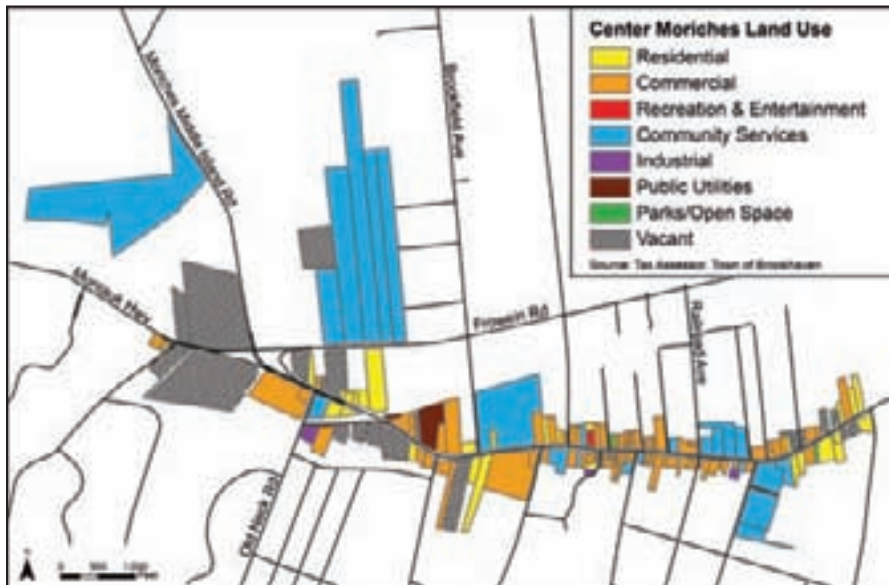 Center Moriches Land Use
Residential
Commercial
Recreation & Entertainment
Community Services
Industrial
Public Utilities
Parks/Open Space
Vacant
Source: Tax Assessor, Town of Brookhaven
Moriches Middle Island Rd
Brookfield Ave
Montauk Hwy
Frowein Rd
Railroad Ave
Old Neck Rd
0